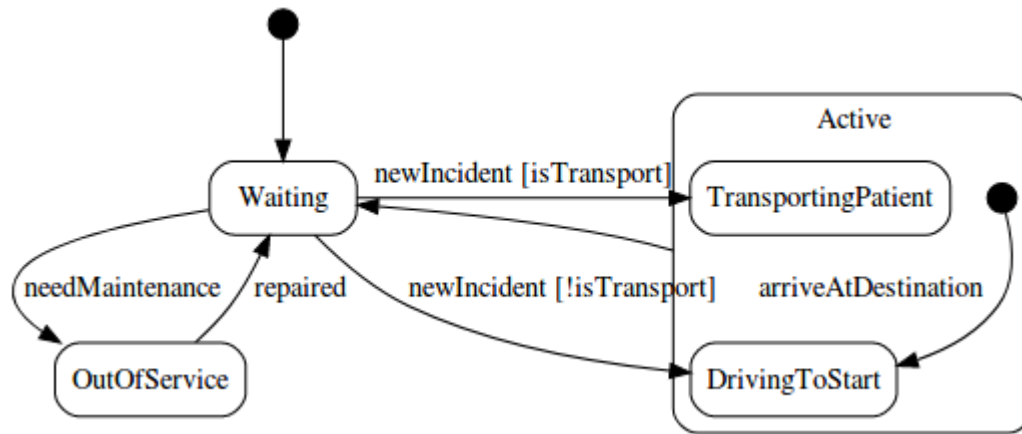 Active
newIncident [isTransport]
Waiting
TransportingPatient
needMaintenance
repaired
newIncident [!isTransport]
arriveAtDestination
OutOfService
DrivingToStart